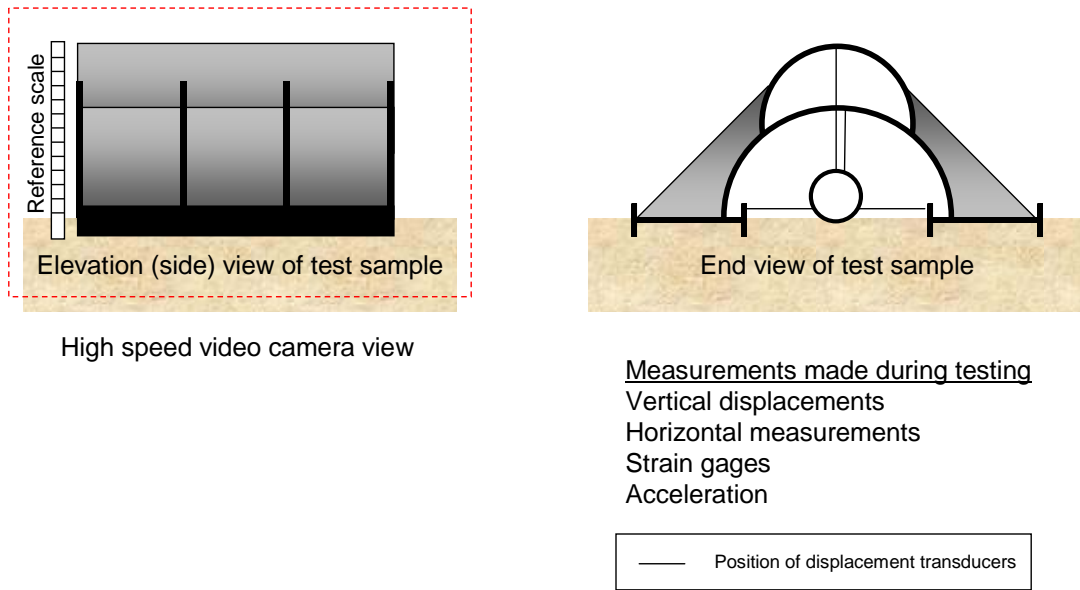 Reference scale
Elevation (side) view of test sample
High speed video camera view
End view of test sample
Measurements made during testing
Vertical displacements
Horizontal measurements
Strain gages
Acceleration
Position of displacement transducers